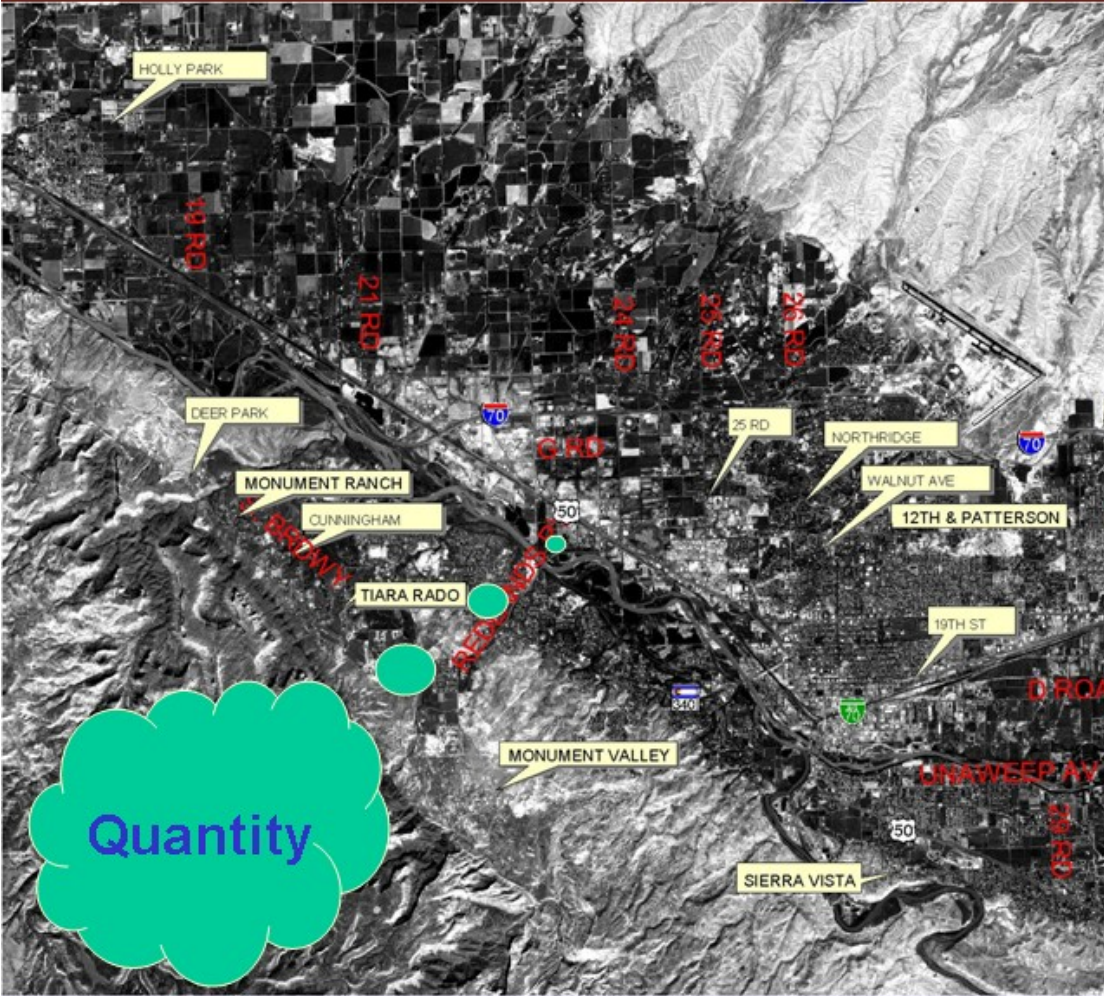 HOLLY PARK
19 RD
21 RD
24 RD
25 RD
26 RD
DEER PARK
70
25 RD
NORTHRIDGE
70
G RD
MONUMENT RANCH
WALNUT AVE
CUNNINGHAM
50
12TH & PATTERSON
BRDWY
TIARA RADO
REDLANDS
19TH ST
340
70
D ROA
MONUMENT VALLEY
UNAWEEP AV
Quantity
50
29 RD
SIERRA VISTA